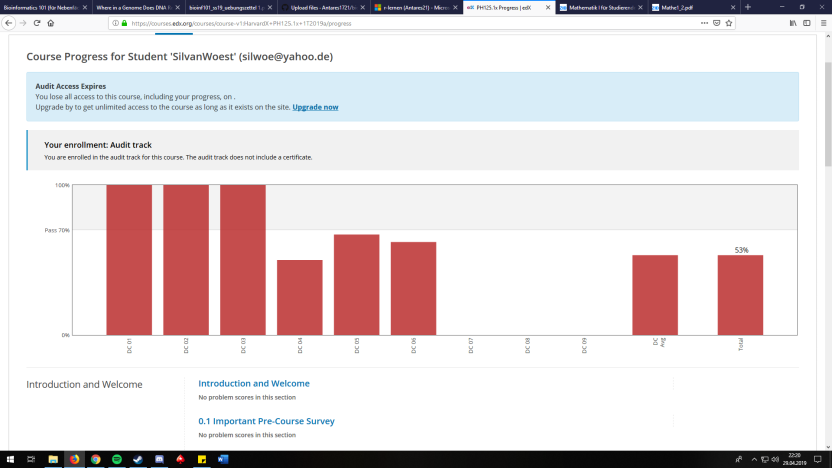 Bioinformatics 101 (für Nebenfa
Where in a Genome Does DNA R
bioinf101_ss19_uebungszettel 1.p
Upload files · Antares1721/bi
r-lernen (Antares21) - Micros
PH125.1x Progress | edX
Mathematik I für Studierende
Mathe1_2.pdf
https://courses.edx.org/courses/course-v1:HarvardX+PH125.1x+1T2019a/progress
Course Progress for Student 'SilvanWoest' (silwoe@yahoo.de)
Audit Access Expires
You lose all access to this course, including your progress, on .
Upgrade by to get unlimited access to the course as long as it exists on the site. Upgrade now
Your enrollment: Audit track
You are enrolled in the audit track for this course. The audit track does not include a certificate.
100%
Pass 70%
0%
53%
DC 01
DC 02
DC 03
DC 04
DC 05
DC 06
DC 07
DC 08
DC 09
DC Avg
Total
Introduction and Welcome
Introduction and Welcome
No problem scores in this section
0.1 Important Pre-Course Survey
No problem scores in this section
22:20
29.04.2019